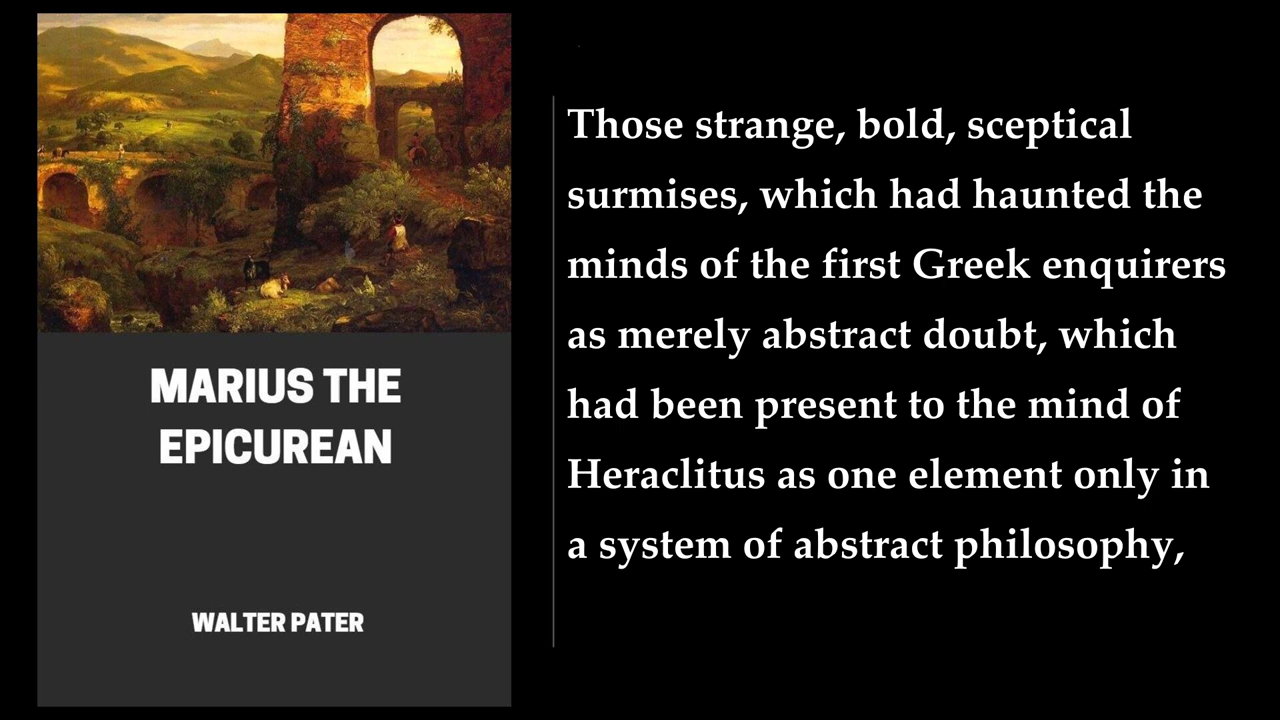 MARIUS THE
EPICUREAN
WALTER PATER
Those strange, bold, sceptical
surmises, which had haunted the
minds of the first Greek enquirers
as merely abstract doubt, which
had been present to the mind of
Heraclitus as one element only in
a system of abstract philosophy,